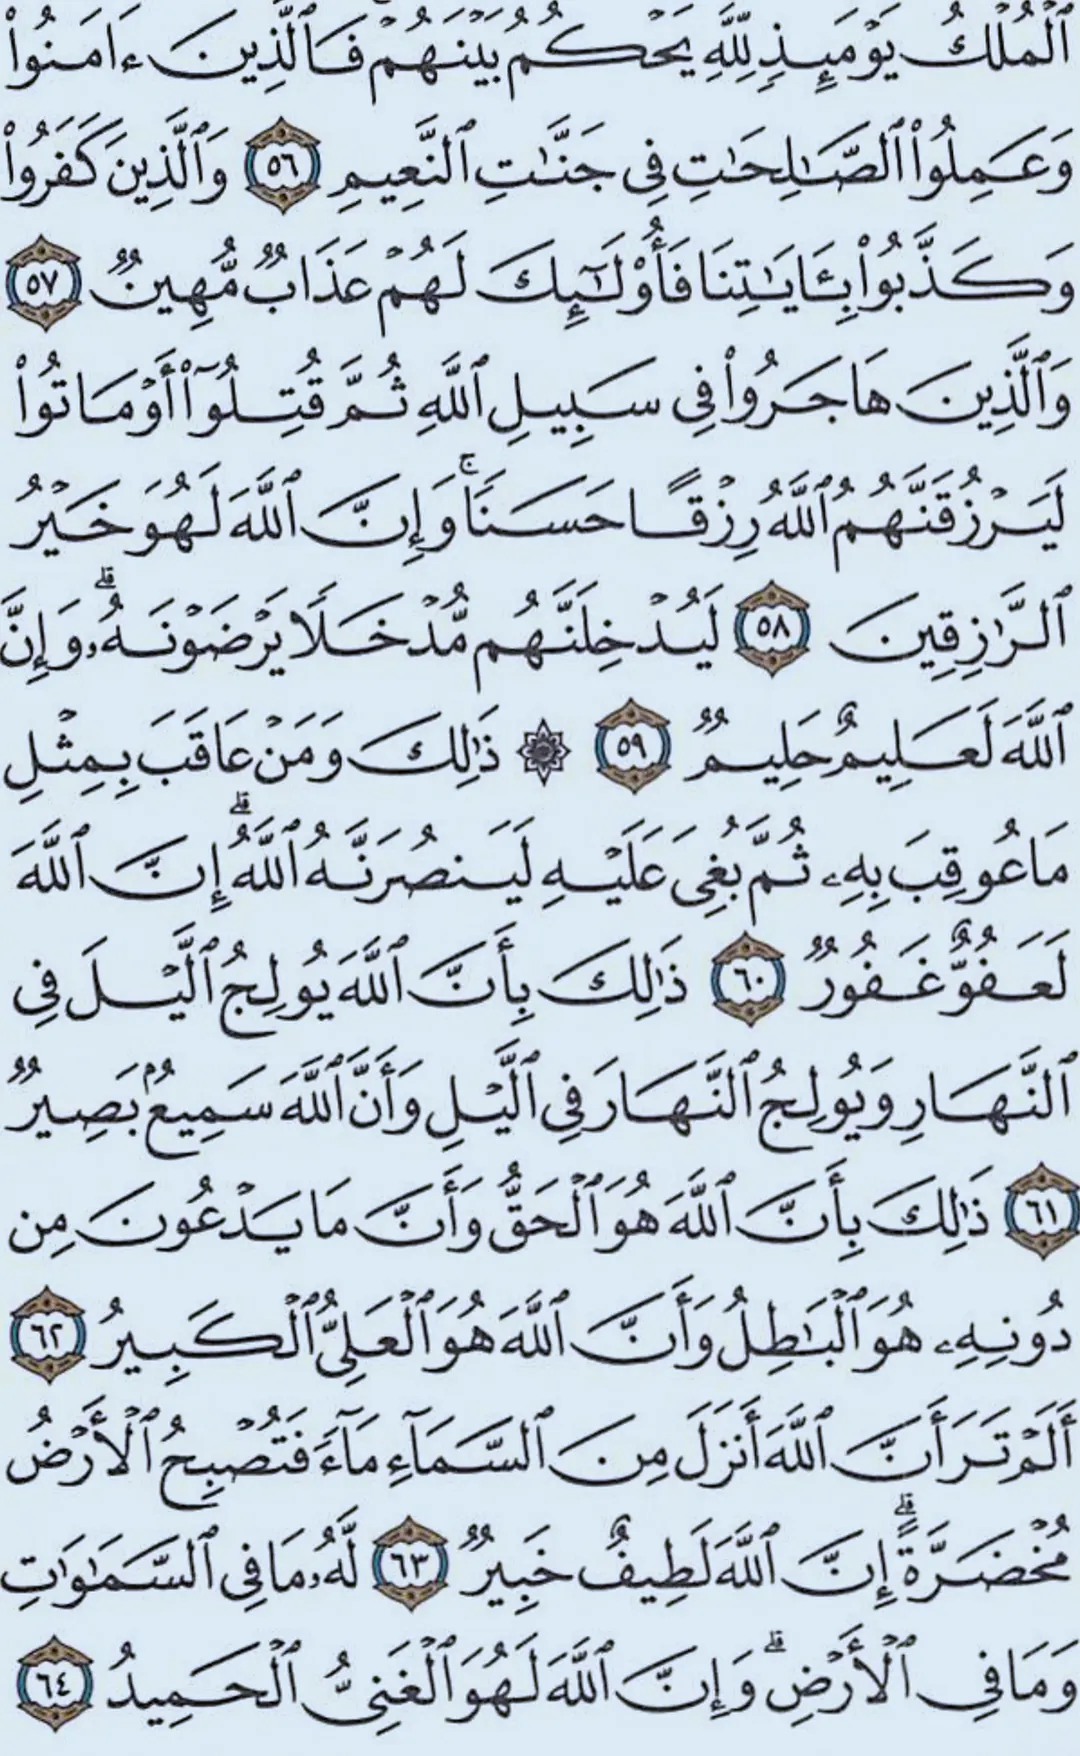 ٱلۡمُلۡكُ يَوۡمَئِذٖ لِّلَّهِ يَحۡكُمُ بَيۡنَهُمۡۚ فَٱلَّذِينَ ءَامَنُواْ
وَعَمِلُواْ ٱلصَّٰلِحَٰتِ فِي جَنَّٰتِ ٱلنَّعِيمِ ٥٦ وَٱلَّذِينَ كَفَرُواْ
وَكَذَّبُواْ بِـَٔايَٰتِنَا فَأُوْلَٰٓئِكَ لَهُمۡ عَذَابٞ مُّهِينٞ ٥٧
وَٱلَّذِينَ هَاجَرُواْ فِي سَبِيلِ ٱللَّهِ ثُمَّ قُتِلُوٓاْ أَوۡ مَاتُواْ
لَيَرۡزُقَنَّهُمُ ٱللَّهُ رِزۡقًا حَسَنٗاۚ وَإِنَّ ٱللَّهَ لَهُوَ خَيۡرُ
ٱلرَّٰزِقِينَ ٥٨ لَيُدۡخِلَنَّهُم مُّدۡخَلٗا يَرۡضَوۡنَهُۥۗ وَإِنَّ
ٱللَّهَ لَعَلِيمٌ حَلِيمٞ ٥٩ ۞ ذَٰلِكَ وَمَنۡ عَاقَبَ بِمِثۡلِ
مَا عُوقِبَ بِهِۦ ثُمَّ بُغِيَ عَلَيۡهِ لَيَنصُرَنَّهُ ٱللَّهُۗ إِنَّ ٱللَّهَ
لَعَفُوٌّ غَفُورٞ ٦٠ ذَٰلِكَ بِأَنَّ ٱللَّهَ يُولِجُ ٱلَّيۡلَ فِي
ٱلنَّهَارِ وَيُولِجُ ٱلنَّهَارَ فِي ٱلَّيۡلِ وَأَنَّ ٱللَّهَ سَمِيعُۢ بَصِيرٞ
٦١ ذَٰلِكَ بِأَنَّ ٱللَّهَ هُوَ ٱلۡحَقُّ وَأَنَّ مَا يَدۡعُونَ مِن
دُونِهِۦ هُوَ ٱلۡبَٰطِلُ وَأَنَّ ٱللَّهَ هُوَ ٱلۡعَلِيُّ ٱلۡكَبِيرُ ٦٢
أَلَمۡ تَرَ أَنَّ ٱللَّهَ أَنزَلَ مِنَ ٱلسَّمَآءِ مَآءٗ فَتُصۡبِحُ ٱلۡأَرۡضُ
مُخۡضَرَّةًۗ إِنَّ ٱللَّهَ لَطِيفٌ خَبِيرٞ ٦٣ لَّهُۥ مَا فِي ٱلسَّمَٰوَٰتِ
وَمَا فِي ٱلۡأَرۡضِۗ وَإِنَّ ٱللَّهَ لَهُوَ ٱلۡغَنِيُّ ٱلۡحَمِيدُ ٦٤